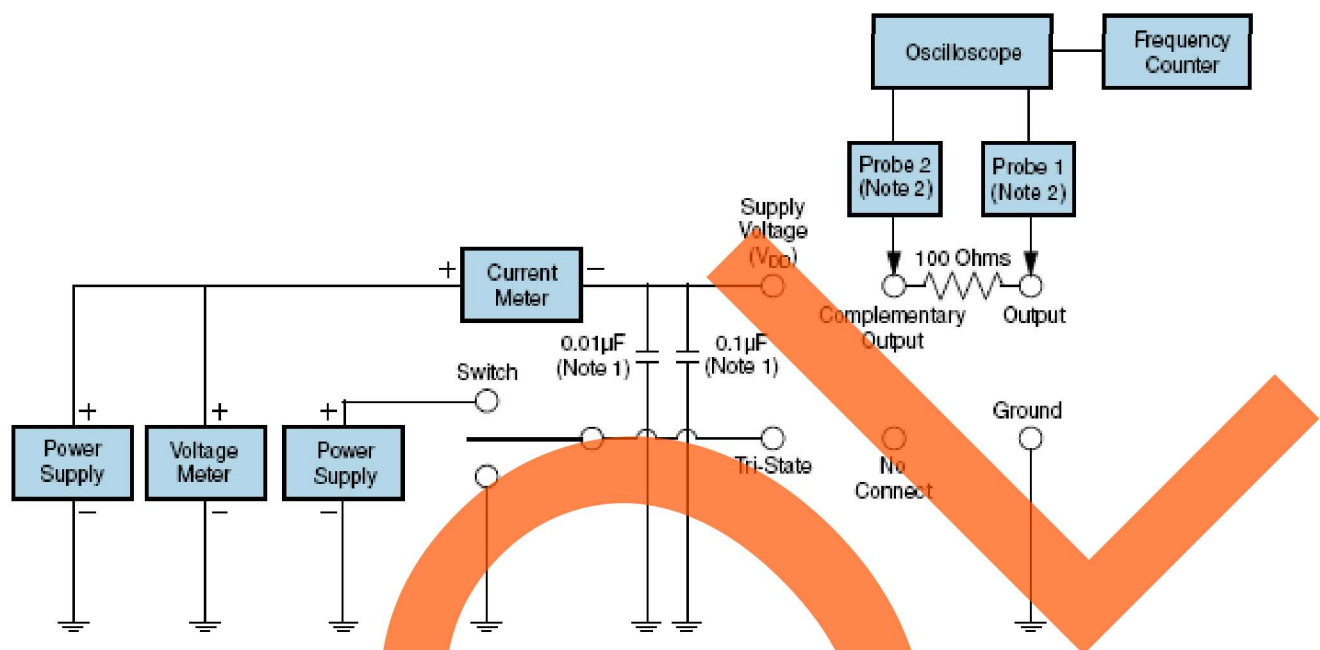 Oscilloscope
Frequency
Counter
Probe 2
(Note 2)
Probe 1
(Note 2)
Supply
Voltage
(VDD)
100 Ohms
+
Current
Meter
−
Complementary
Output
Output
0.01µF
(Note 1)
0.1µF
(Note 1)
Switch
+
+
+
Power
Supply
Voltage
Meter
Power
Supply
−
−
−
Tri-State
No
Connect
Ground